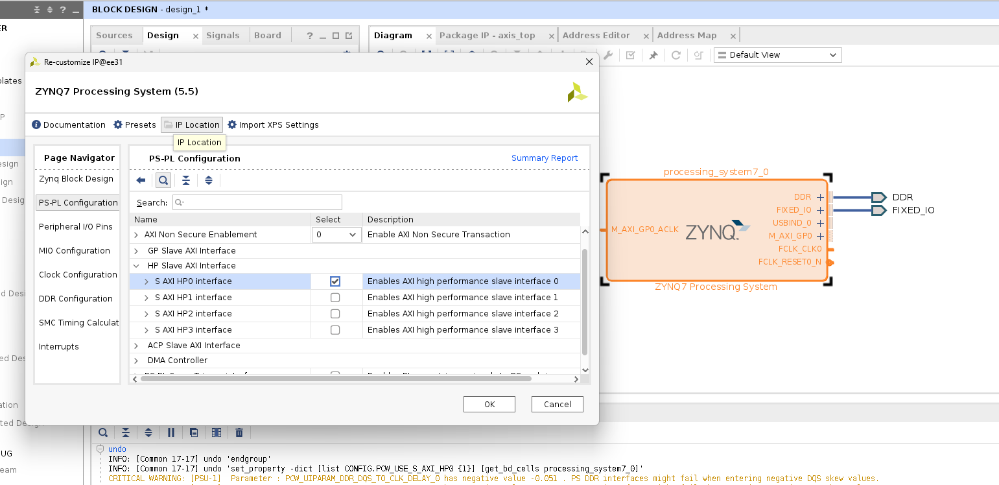 BLOCK DESIGN - design_1 *
ER
Sources Design × Signals Board ? _
Diagram × Package IP - axis_top × Address Editor × Address Map ×
Default View
Re-customize IP@ee31
plates
ZYNQ7 Processing System (5.5)
P
Documentation Presets IP Location Import XPS Settings
IP Location
Page Navigator
PS-PL Configuration
Summary Report
esign
Zynq Block Design
ign
Desig
PS-PL Configuration
Search: Q-
Name Select Description
Peripheral I/O Pins
AXI Non Secure Enablement 0 Enable AXI Non Secure Transaction
MIO Configuration
GP Slave AXI Interface
HP Slave AXI Interface
Clock Configuration
S AXI HP0 interface Enables AXI high performance slave interface 0
d Desi
DDR Configuration
S AXI HP1 interface Enables AXI high performance slave interface 1
S AXI HP2 interface Enables AXI high performance slave interface 2
SMC Timing Calculat
S AXI HP3 interface Enables AXI high performance slave interface 3
Interrupts
ACP Slave AXI Interface
ed Des
DMA Controller
OK Cancel
ation
ted Design
UG
eam
processing_system7_0
DDR
FIXED_IO
USBIND_0
M_AXI_GP0
FCLK_CLK0
FCLK_RESET0_N
M_AXI_GP0_ACLK
ZYNQ
ZYNQ7 Processing System
DDR
FIXED_IO
undo
INFO: [Common 17-17] undo 'endgroup'
INFO: [Common 17-17] undo 'set_property -dict [list CONFIG.PCW_USE_S_AXI_HP0 {1}] [get_bd_cells processing_system7_0]'
CRITICAL WARNING: [PSU-1] Parameter : PCW_UIPARAM_DDR_DQS_TO_CLK_DELAY_0 has negative value -0.051 . PS DDR interfaces might fail when entering negative DQS skew values.